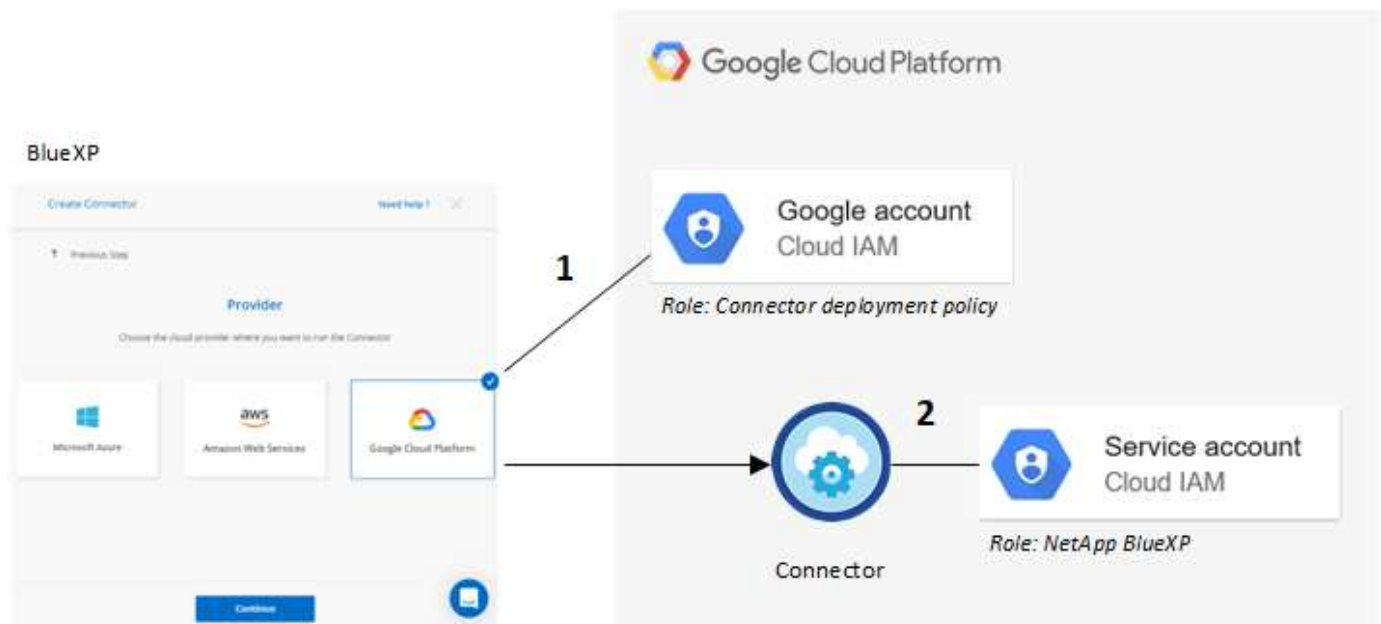 Google Cloud Platform
BlueXP
Create Connector
Need help?
Previous Step
Provider
Choose the cloud provider where you want to run the Connector
Microsoft Azure
aws
Amazon Web Services
Google Cloud Platform
Continue
1
Google account
Cloud IAM
Role: Connector deployment policy
2
Connector
Service account
Cloud IAM
Role: NetApp BlueXP